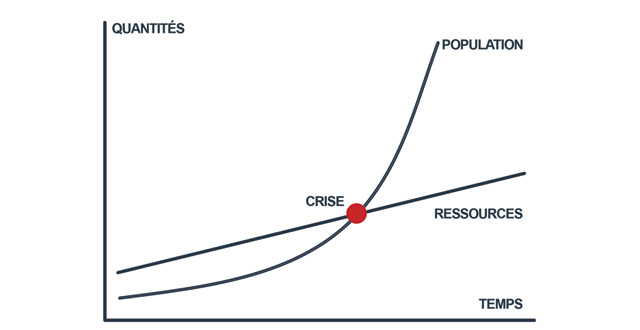 QUANTITÉS
POPULATION
CRISE
RESSOURCES
TEMPS